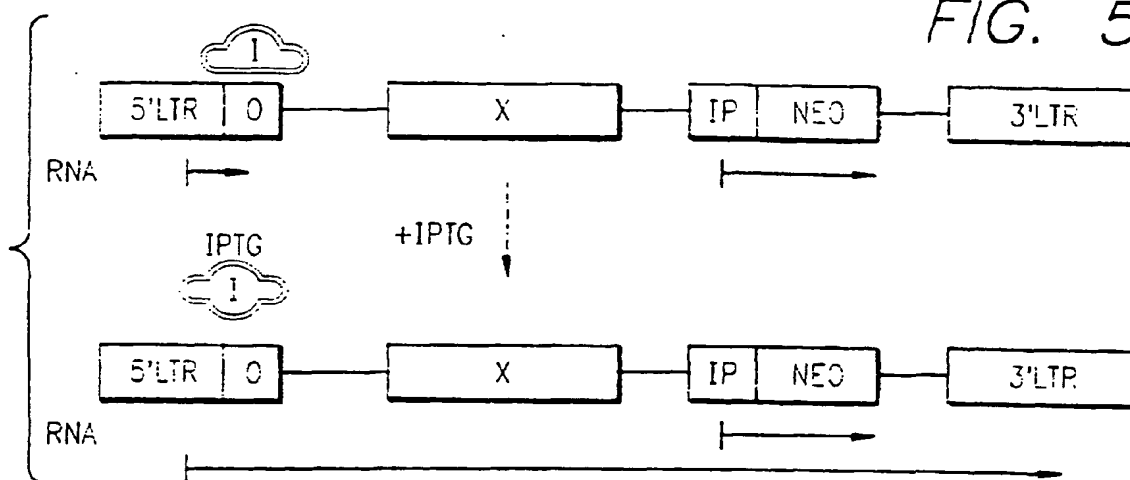 FIG. 5
I
5'LTR O X IP NEO 3'LTR
RNA
+IPTG
IPTG
I
5'LTR O X IP NEO 3'LTR
RNA